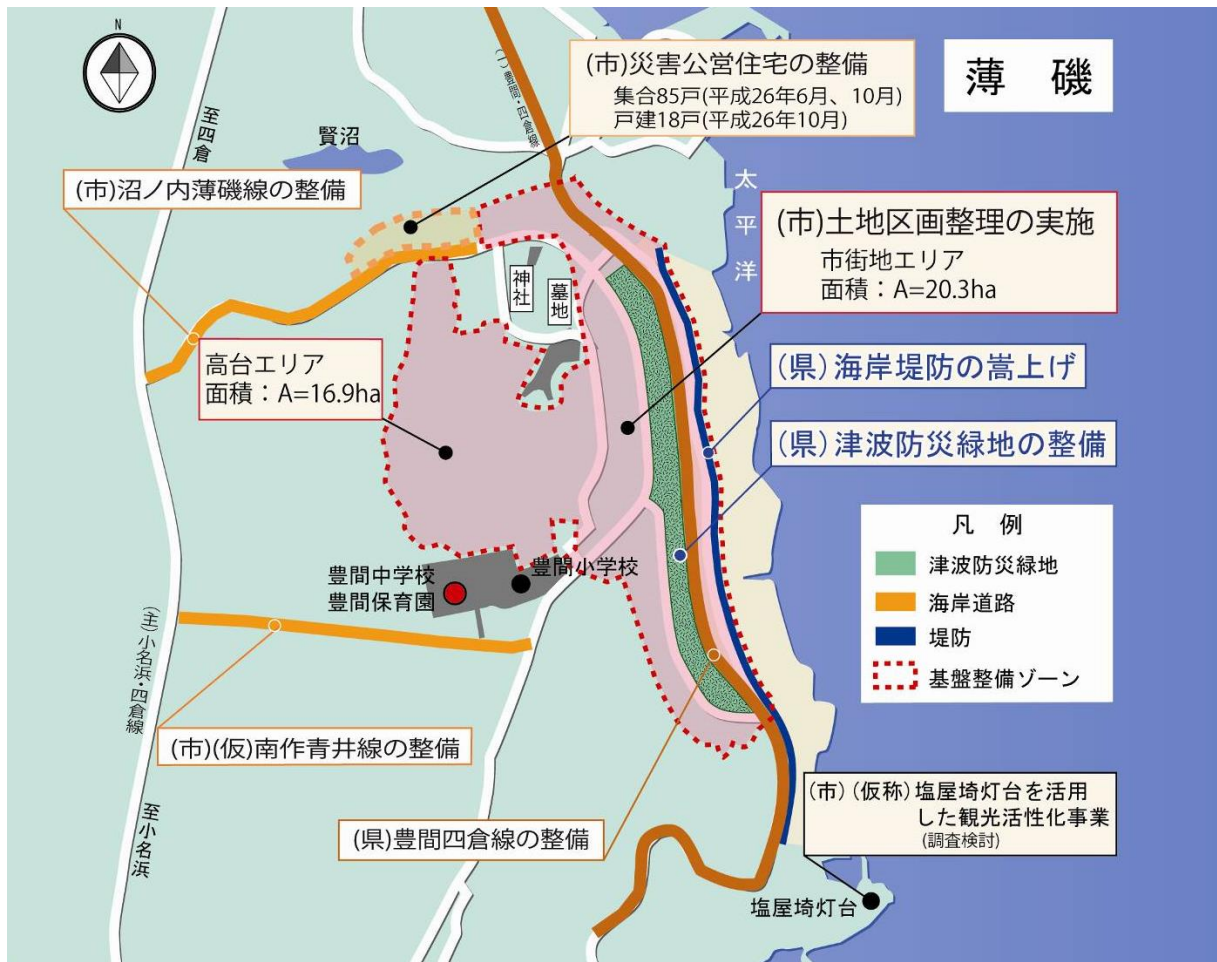 N
薄 磯
(市)災害公営住宅の整備
集合85戸(平成26年6月、10月)
戸建18戸(平成26年10月)
(一)豊間・四倉線
至四倉
賢沼
(市)沼ノ内薄磯線の整備
太平洋
(市)土地区画整理の実施
市街地エリア
面積：A=20.3ha
神社
墓地
高台エリア
面積：A=16.9ha
(県)海岸堤防の嵩上げ
(県)津波防災緑地の整備
凡 例
津波防災緑地
海岸道路
堤防
基盤整備ゾーン
豊間中学校
豊間保育園
豊間小学校
(主)小名浜・四倉線
(市)(仮)南作青井線の整備
至小名浜
(県)豊間四倉線の整備
(市)(仮称)塩屋埼灯台を活用
した観光活性化事業
(調査検討)
塩屋埼灯台